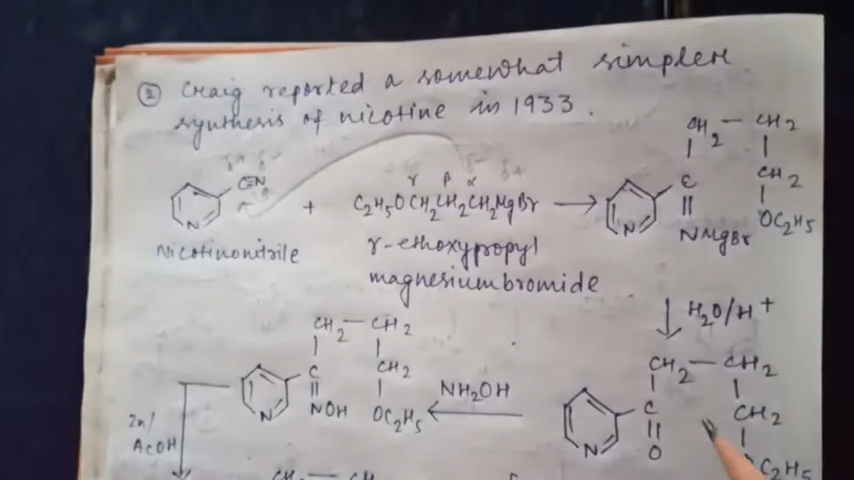 ② Craig reported a somewhat simpler
synthesis of nicotine in 1933.
δ+ δ- δ- δ+
C≡N γ β α
N + C₂H₅OCH₂CH₂CH₂MgBr →
Nicotinonitrile γ-ethoxypropyl
magnesiumbromide
CH₂ — CH₂
C CH₂
N NMgBr OC₂H₅
↓ H₂O/H+
CH₂ — CH₂
C CH₂
N O OC₂H₅
← NH₂OH
CH₂ — CH₂
C CH₂
N NOH OC₂H₅
Zn/
AcOH